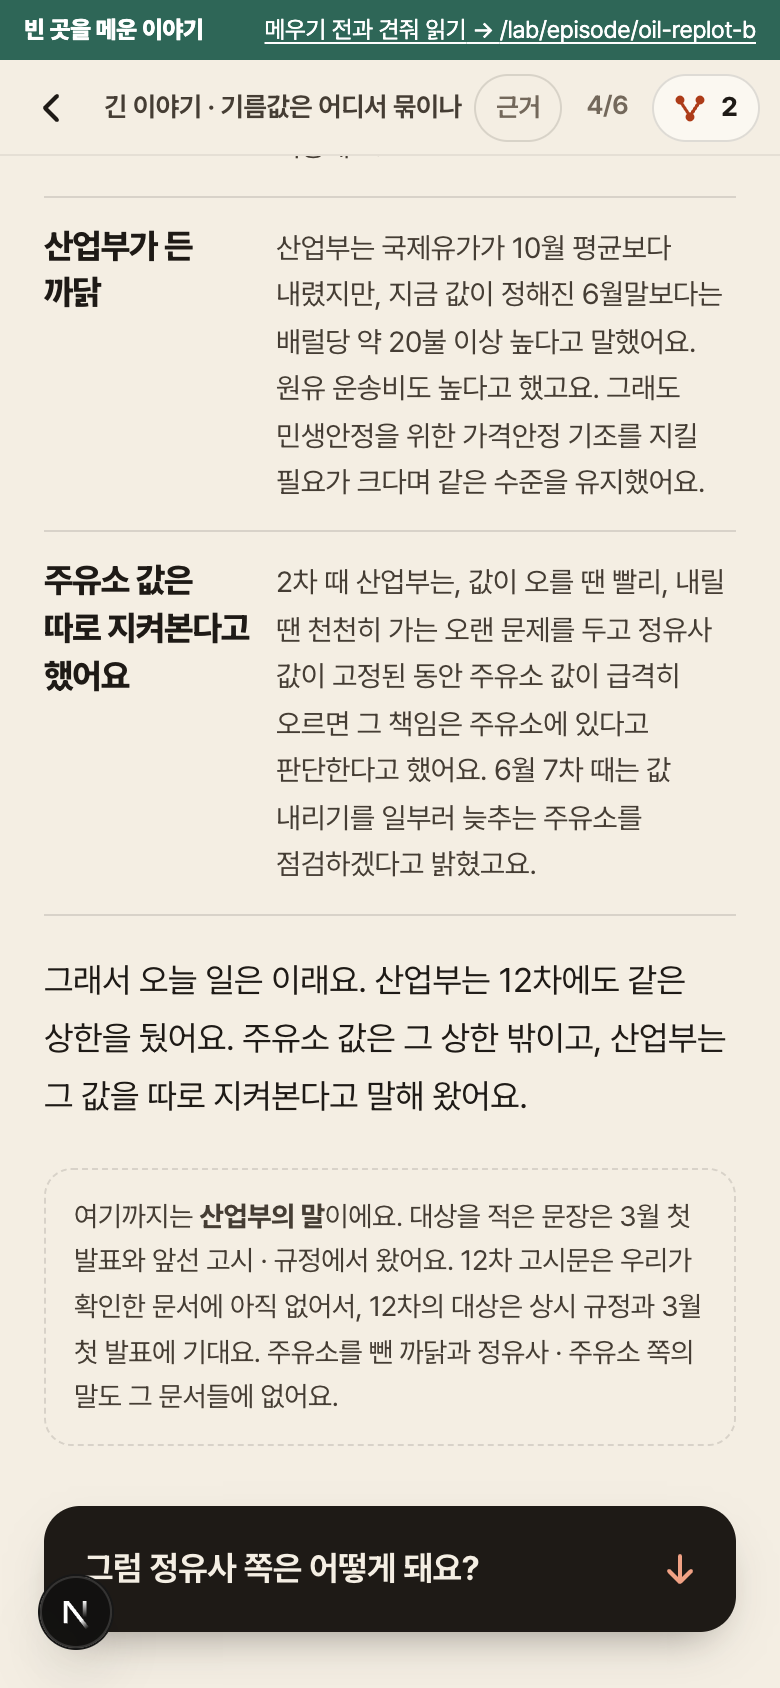 빈 곳을 메운 이야기
메우기 전과 견줘 읽기 → /lab/episode/oil-replot-b
긴 이야기 · 기름값은 어디서 묶이나
근거
4/6
2
산업부가 든
까닭
산업부는 국제유가가 10월 평균보다
내렸지만, 지금 값이 정해진 6월말보다는
배럴당 약 20불 이상 높다고 말했어요.
원유 운송비도 높다고 했고요. 그래도
민생안정을 위한 가격안정 기조를 지킬
필요가 크다며 같은 수준을 유지했어요.
주유소 값은
따로 지켜본다고
했어요
2차 때 산업부는, 값이 오를 땐 빨리, 내릴
땐 천천히 가는 오랜 문제를 두고 정유사
값이 고정된 동안 주유소 값이 급격히
오르면 그 책임은 주유소에 있다고
판단한다고 했어요. 6월 7차 때는 값
내리기를 일부러 늦추는 주유소를
점검하겠다고 밝혔고요.
그래서 오늘 일은 이래요. 산업부는 12차에도 같은
상한을 뒀어요. 주유소 값은 그 상한 밖이고, 산업부는
그 값을 따로 지켜본다고 말해 왔어요.
여기까지는 산업부의 말이에요. 대상을 적은 문장은 3월 첫
발표와 앞선 고시 · 규정에서 왔어요. 12차 고시문은 우리가
확인한 문서에 아직 없어서, 12차의 대상은 상시 규정과 3월
첫 발표에 기대요. 주유소를 뺀 까닭과 정유사 · 주유소 쪽의
말도 그 문서들에 없어요.
그럼 정유사 쪽은 어떻게 돼요?
N